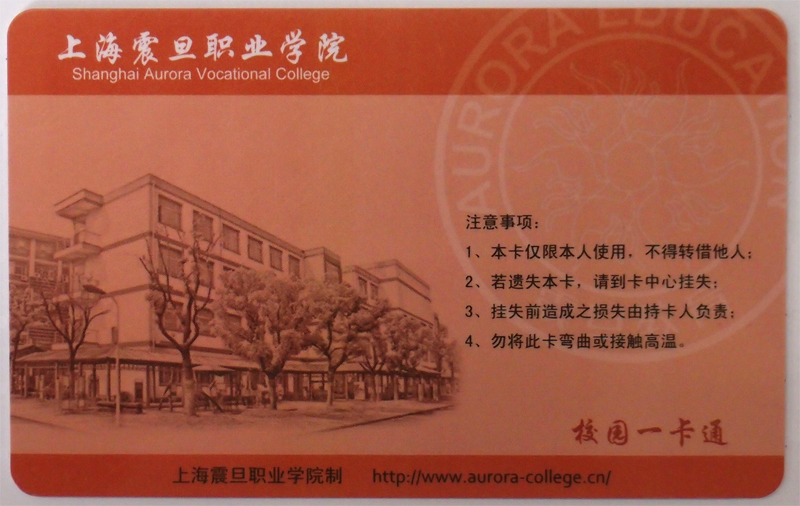 上海震旦职业学院
Shanghai Aurora Vocational College
AURORA EDUCATION
注意事项：
1、本卡仅限本人使用，不得转借他人；
2、若遗失本卡，请到卡中心挂失；
3、挂失前造成之损失由持卡人负责；
4、勿将此卡弯曲或接触高温。
校园一卡通
上海震旦职业学院制 http://www.aurora-college.cn/